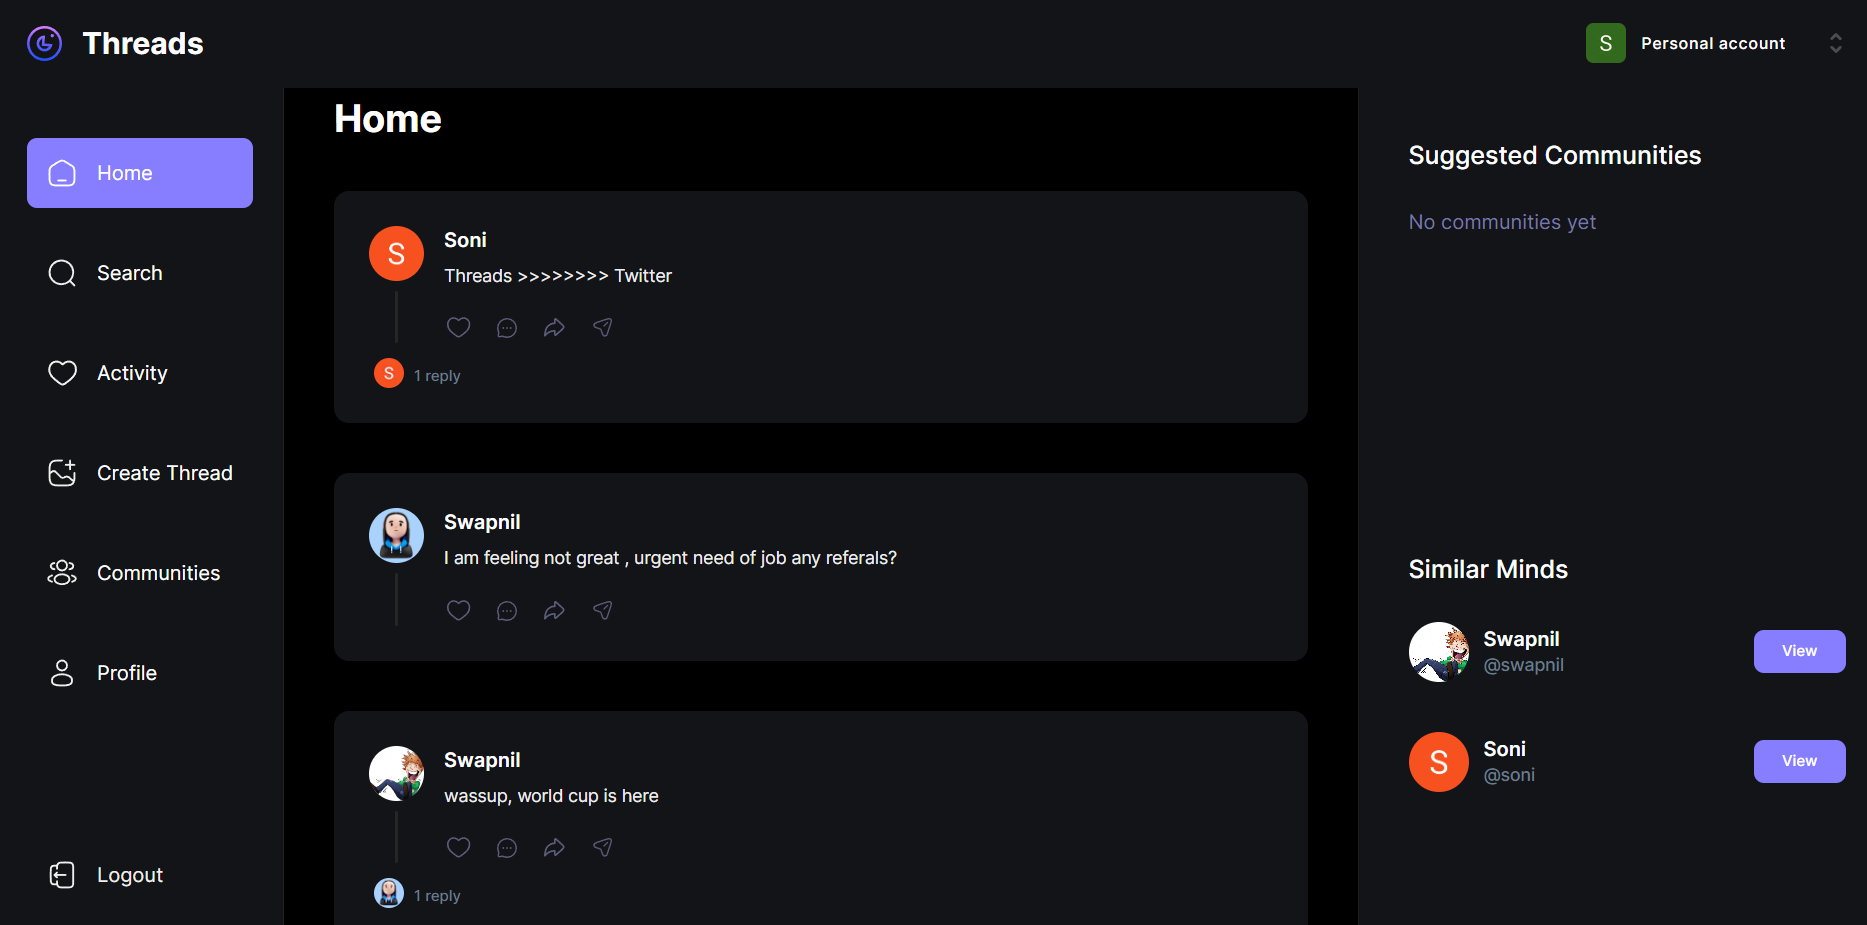 Threads
S Personal account
Home
Search
Activity
Create Thread
Communities
Profile
Logout
Home
S
Soni
Threads >>>>>>>> Twitter
S 1 reply
Swapnil
I am feeling not great , urgent need of job any referals?
Swapnil
wassup, world cup is here
1 reply
Suggested Communities
No communities yet
Similar Minds
Swapnil
@swapnil
View
S
Soni
@soni
View